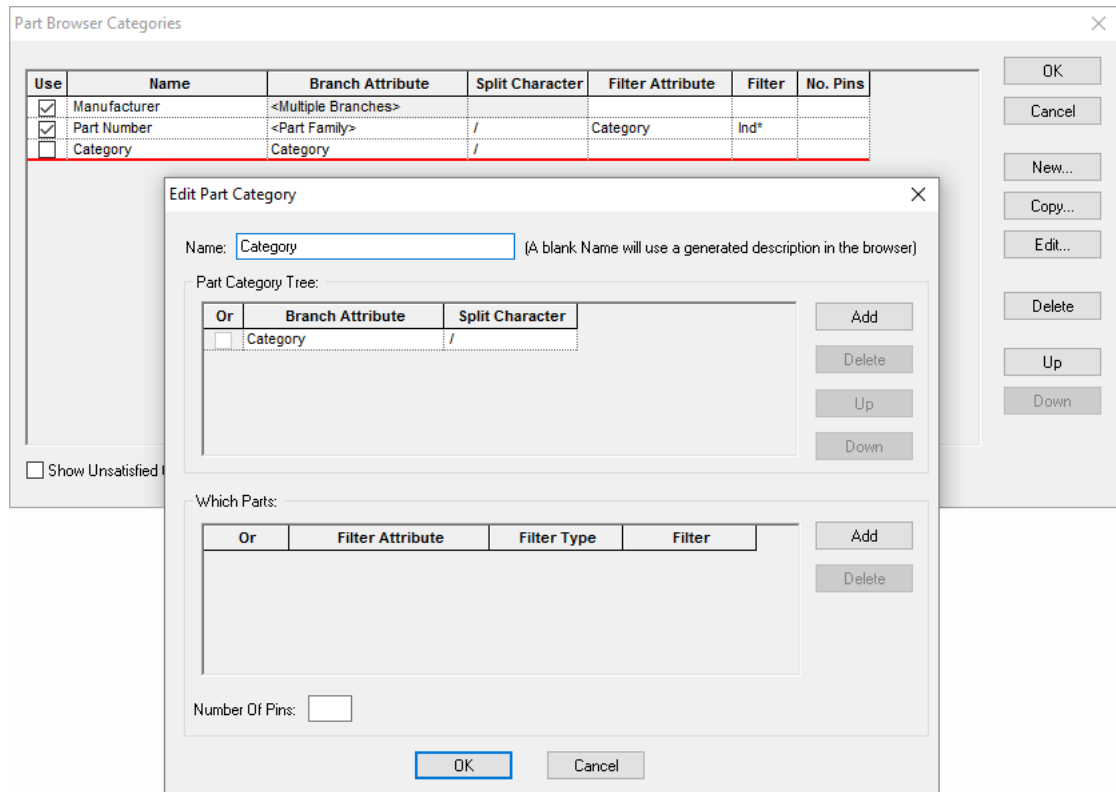 Part Browser Categories
Use Name Branch Attribute Split Character Filter Attribute Filter No. Pins
Manufacturer <Multiple Branches>
Part Number <Part Family> / Category Ind*
Category Category /
OK
Cancel
New...
Copy...
Edit...
Delete
Up
Down
Show Unsatisfied
Edit Part Category
Name: Category (A blank Name will use a generated description in the browser)
Part Category Tree:
Or Branch Attribute Split Character
Category /
Add
Delete
Up
Down
Which Parts:
Or Filter Attribute Filter Type Filter
Add
Delete
Number Of Pins:
OK Cancel